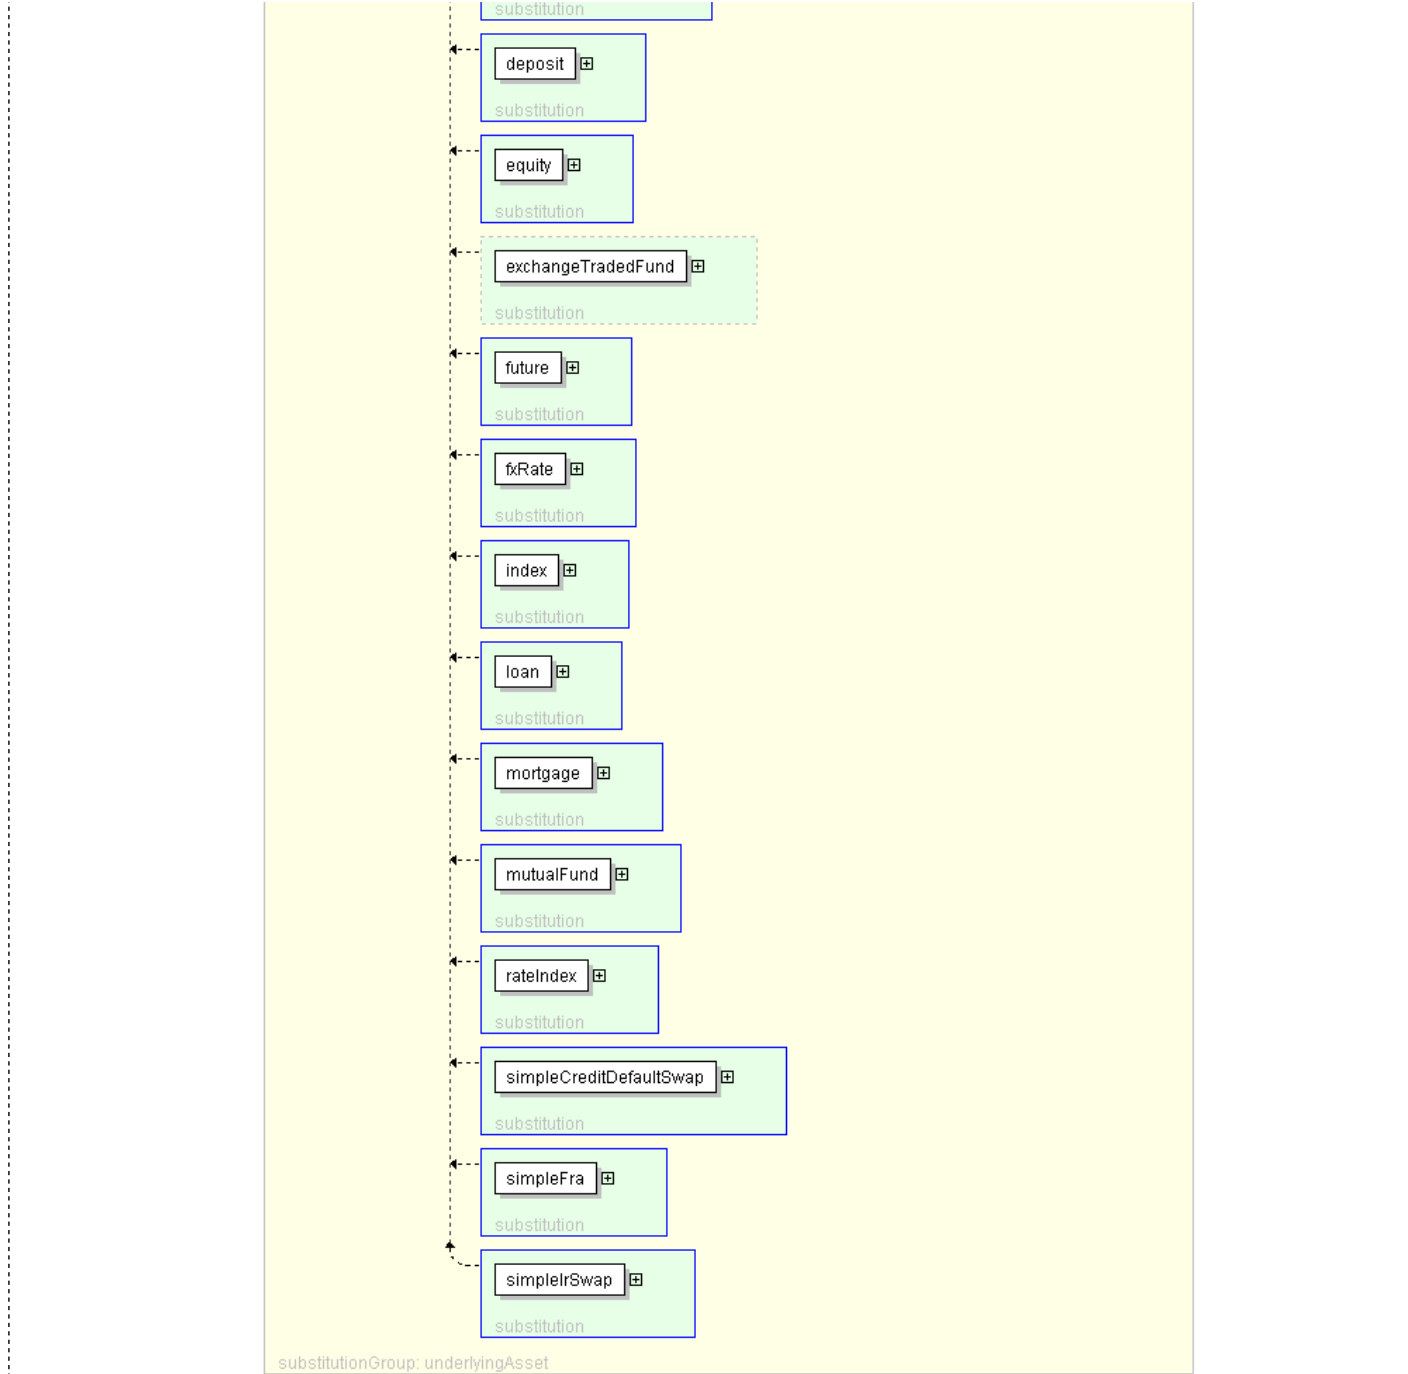 substitution
deposit
substitution
equity
substitution
exchangeTradedFund
substitution
future
substitution
fxRate
substitution
index
substitution
loan
substitution
mortgage
substitution
mutualFund
substitution
rateIndex
substitution
simpleCreditDefaultSwap
substitution
simpleFra
substitution
simpleIrSwap
substitution
substitutionGroup: underlyingAsset